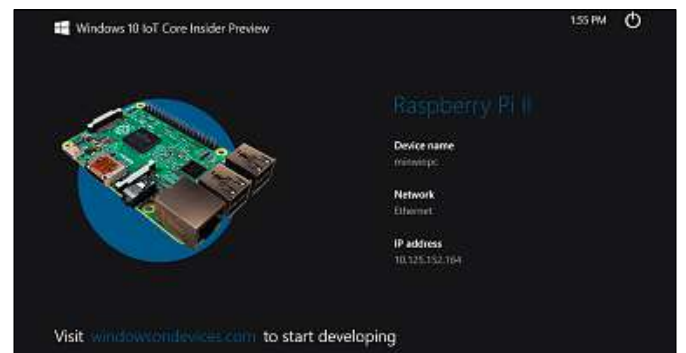 Windows 10 IoT Core Insider Preview
1:55 PM
Raspberry Pi II
Device name
minwinpc
Network
Ethernet
IP address
10.125.152.164
Visit windowsondevices.com to start developing